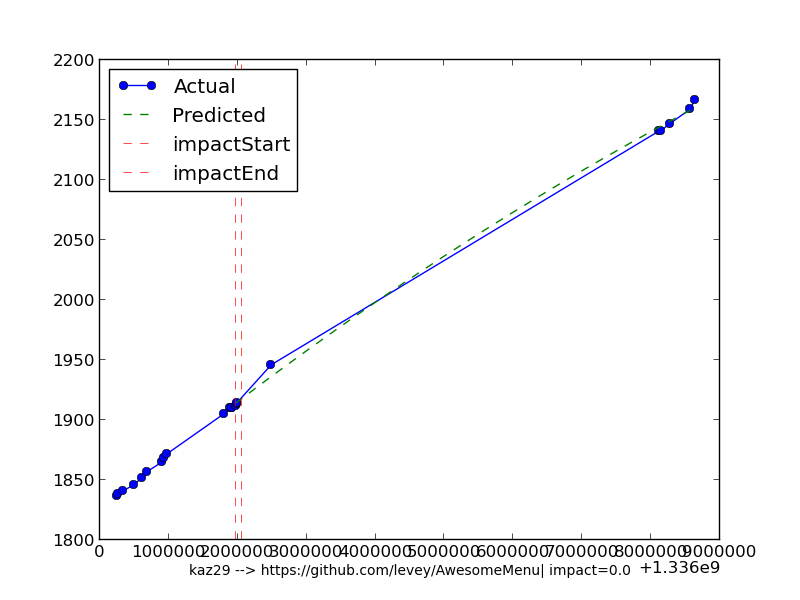 2200
2150
2100
2050
2000
1950
1900
1850
1800
Actual
Predicted
impactStart
impactEnd
0 1000000 2000000 3000000 4000000 5000000 6000000 7000000 8000000 9000000
+1.336e9
kaz29 --> https://github.com/levey/AwesomeMenu| impact=0.0